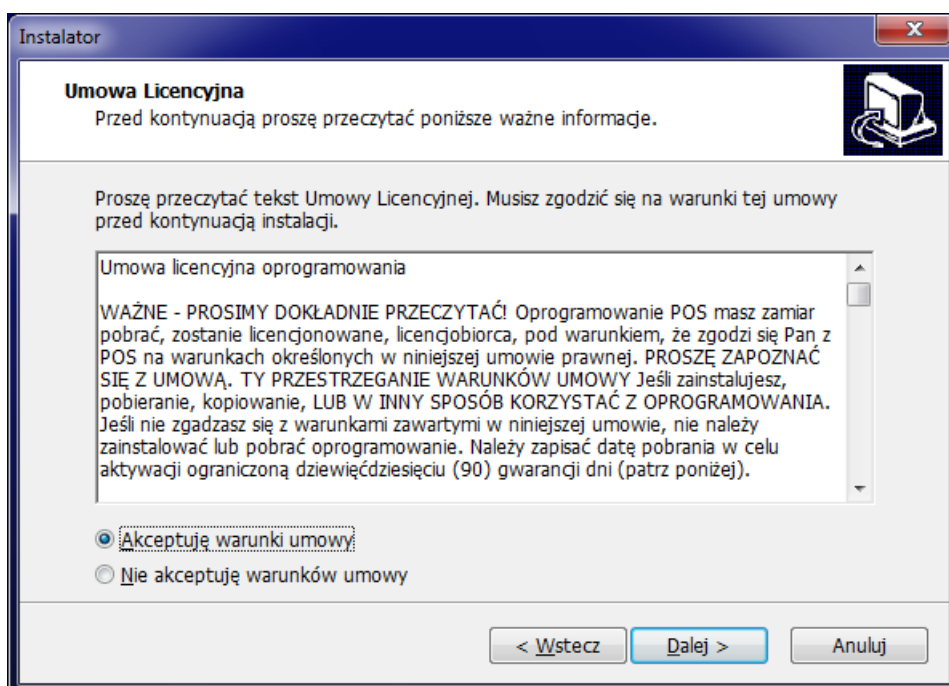 Instalator
Umowa Licencyjna
Przed kontynuacją proszę przeczytać poniższe ważne informacje.
Proszę przeczytać tekst Umowy Licencyjnej. Musisz zgodzić się na warunki tej umowy
przed kontynuacją instalacji.
Umowa licencyjna oprogramowania
WAŻNE - PROSIMY DOKŁADNIE PRZECZYTAĆ! Oprogramowanie POS masz zamiar
pobrać, zostanie licencjonowane, licencjobiorca, pod warunkiem, że zgodzi się Pan z
POS na warunkach określonych w niniejszej umowie prawnej. PROSZĘ ZAPOZNAĆ
SIĘ Z UMOWĄ. TY PRZESTRZEGANIE WARUNKÓW UMOWY Jeśli zainstalujesz,
pobieranie, kopiowanie, LUB W INNY SPOSÓB KORZYSTAĆ Z OPROGRAMOWANIA.
Jeśli nie zgadzasz się z warunkami zawartymi w niniejszej umowie, nie należy
zainstalować lub pobrać oprogramowanie. Należy zapisać datę pobrania w celu
aktywacji ograniczoną dziewięćdziesięciu (90) gwarancji dni (patrz poniżej).
Akceptuję warunki umowy
Nie akceptuję warunków umowy
< Wstecz
Dalej >
Anuluj